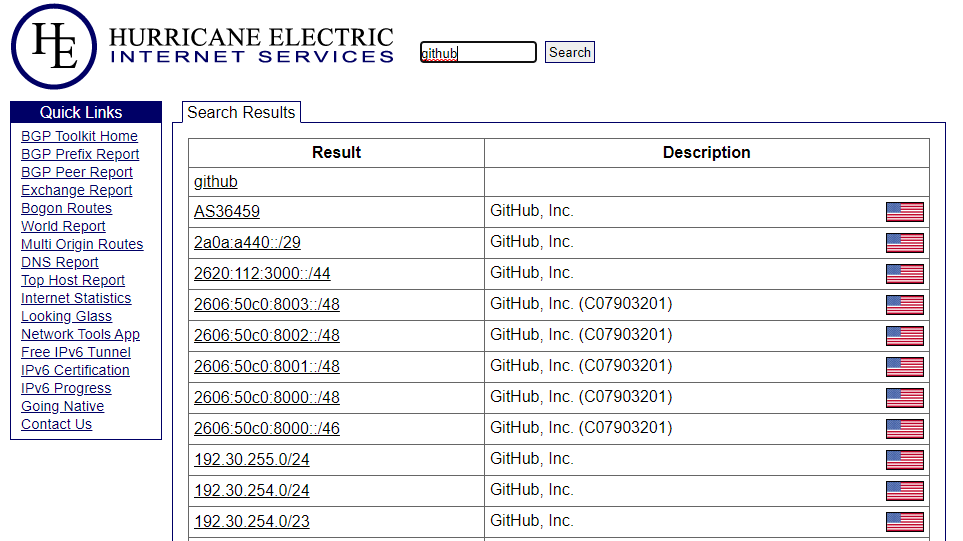 HE
HURRICANE ELECTRIC
INTERNET SERVICES
github
Search
Quick Links
BGP Toolkit Home
BGP Prefix Report
BGP Peer Report
Exchange Report
Bogon Routes
World Report
Multi Origin Routes
DNS Report
Top Host Report
Internet Statistics
Looking Glass
Network Tools App
Free IPv6 Tunnel
IPv6 Certification
IPv6 Progress
Going Native
Contact Us
Search Results
Result Description
github
AS36459 GitHub, Inc.
2a0a:a440::/29 GitHub, Inc.
2620:112:3000::/44 GitHub, Inc.
2606:50c0:8003::/48 GitHub, Inc. (C07903201)
2606:50c0:8002::/48 GitHub, Inc. (C07903201)
2606:50c0:8001::/48 GitHub, Inc. (C07903201)
2606:50c0:8000::/48 GitHub, Inc. (C07903201)
2606:50c0:8000::/46 GitHub, Inc. (C07903201)
192.30.255.0/24 GitHub, Inc.
192.30.254.0/24 GitHub, Inc.
192.30.254.0/23 GitHub, Inc.